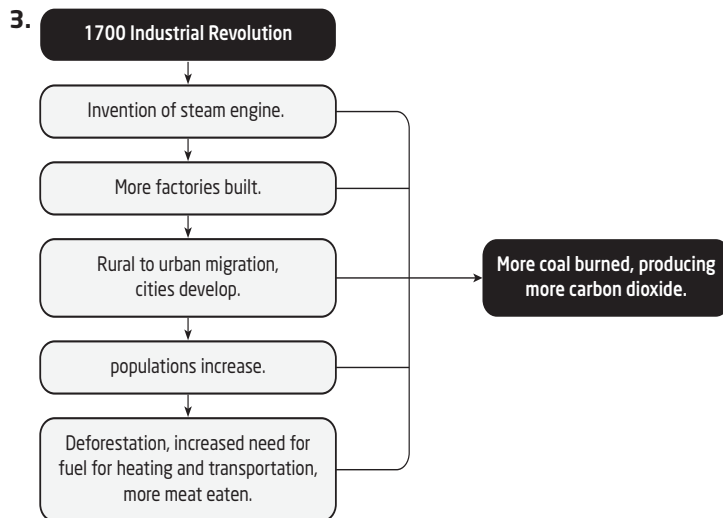 3.
1700 Industrial Revolution
Invention of steam engine.
More factories built.
Rural to urban migration,
cities develop.
More coal burned, producing
more carbon dioxide.
populations increase.
Deforestation, increased need for
fuel for heating and transportation,
more meat eaten.